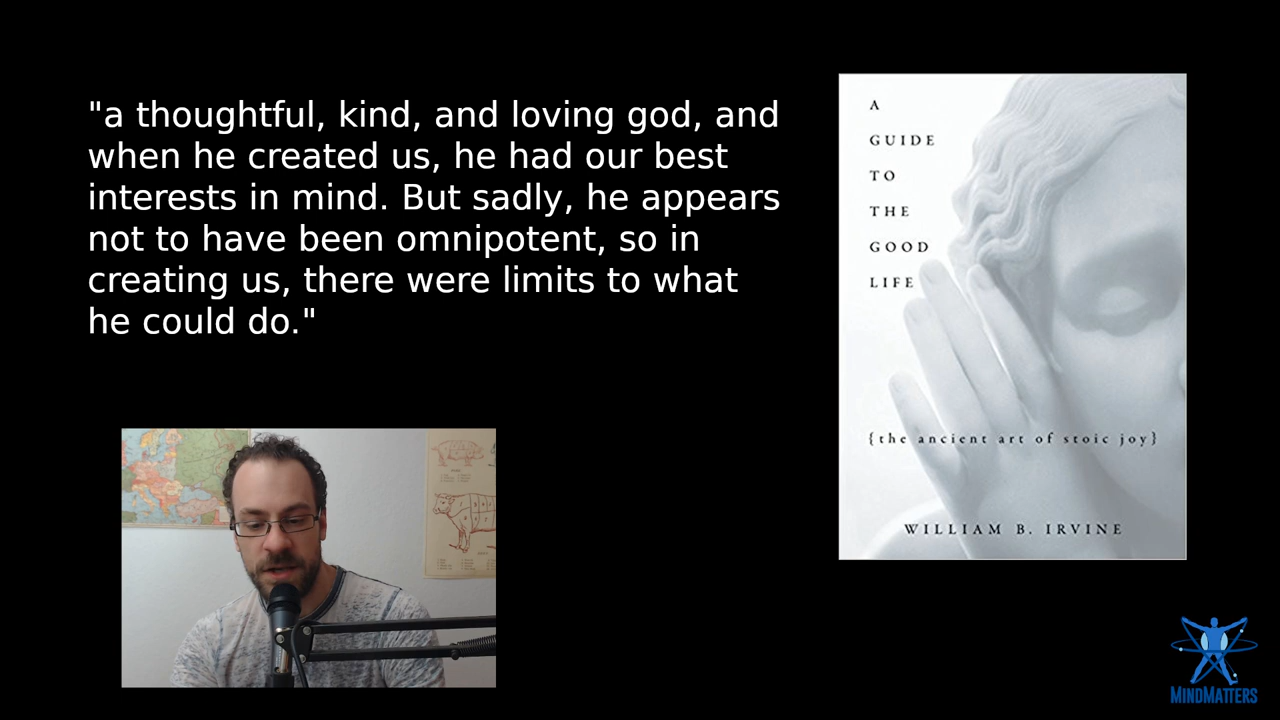 "a thoughtful, kind, and loving god, and
when he created us, he had our best
interests in mind. But sadly, he appears
not to have been omnipotent, so in
creating us, there were limits to what
he could do."
A
GUIDE
TO
THE
GOOD
LIFE
{the ancient art of stoic joy}
WILLIAM B. IRVINE
MINDMATTERS